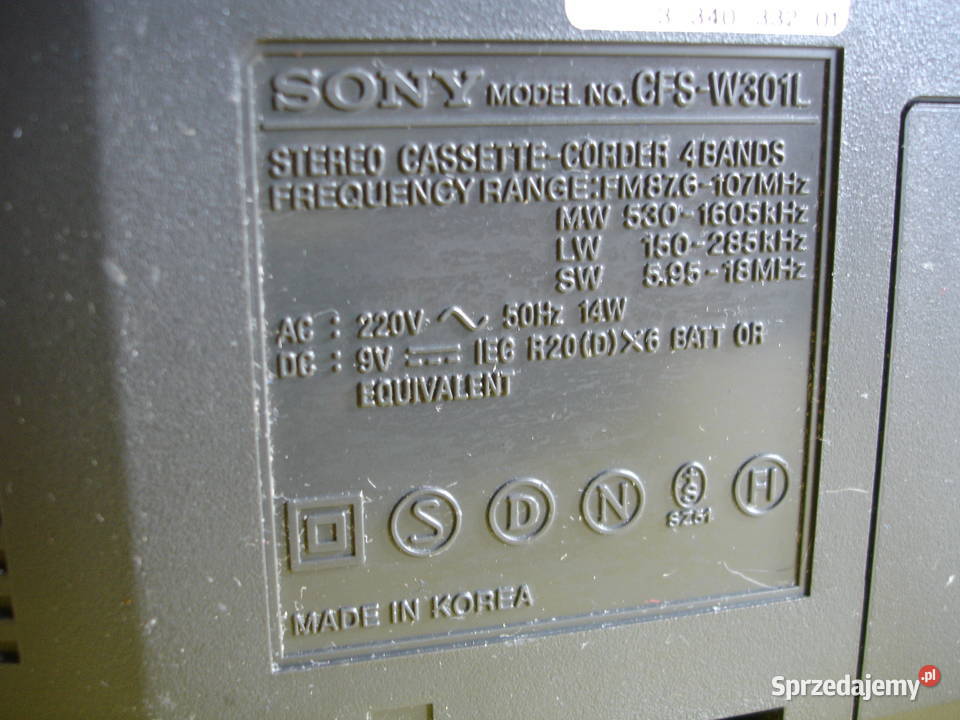 3 340 332 01
SONY MODEL NO. CFS-W301L
STEREO CASSETTE-CORDER 4BANDS
FREQUENCY RANGE:FM87.6-107MHz
MW 530-1605kHz
LW 150-285kHz
SW 5.95-18MHz
AC : 220V ~ 50Hz 14W
DC : 9V ⎓ IEC R20(D)×6 BATT OR
EQUIVALENT
S D N S H
MADE IN KOREA
Sprzedajemy.pl